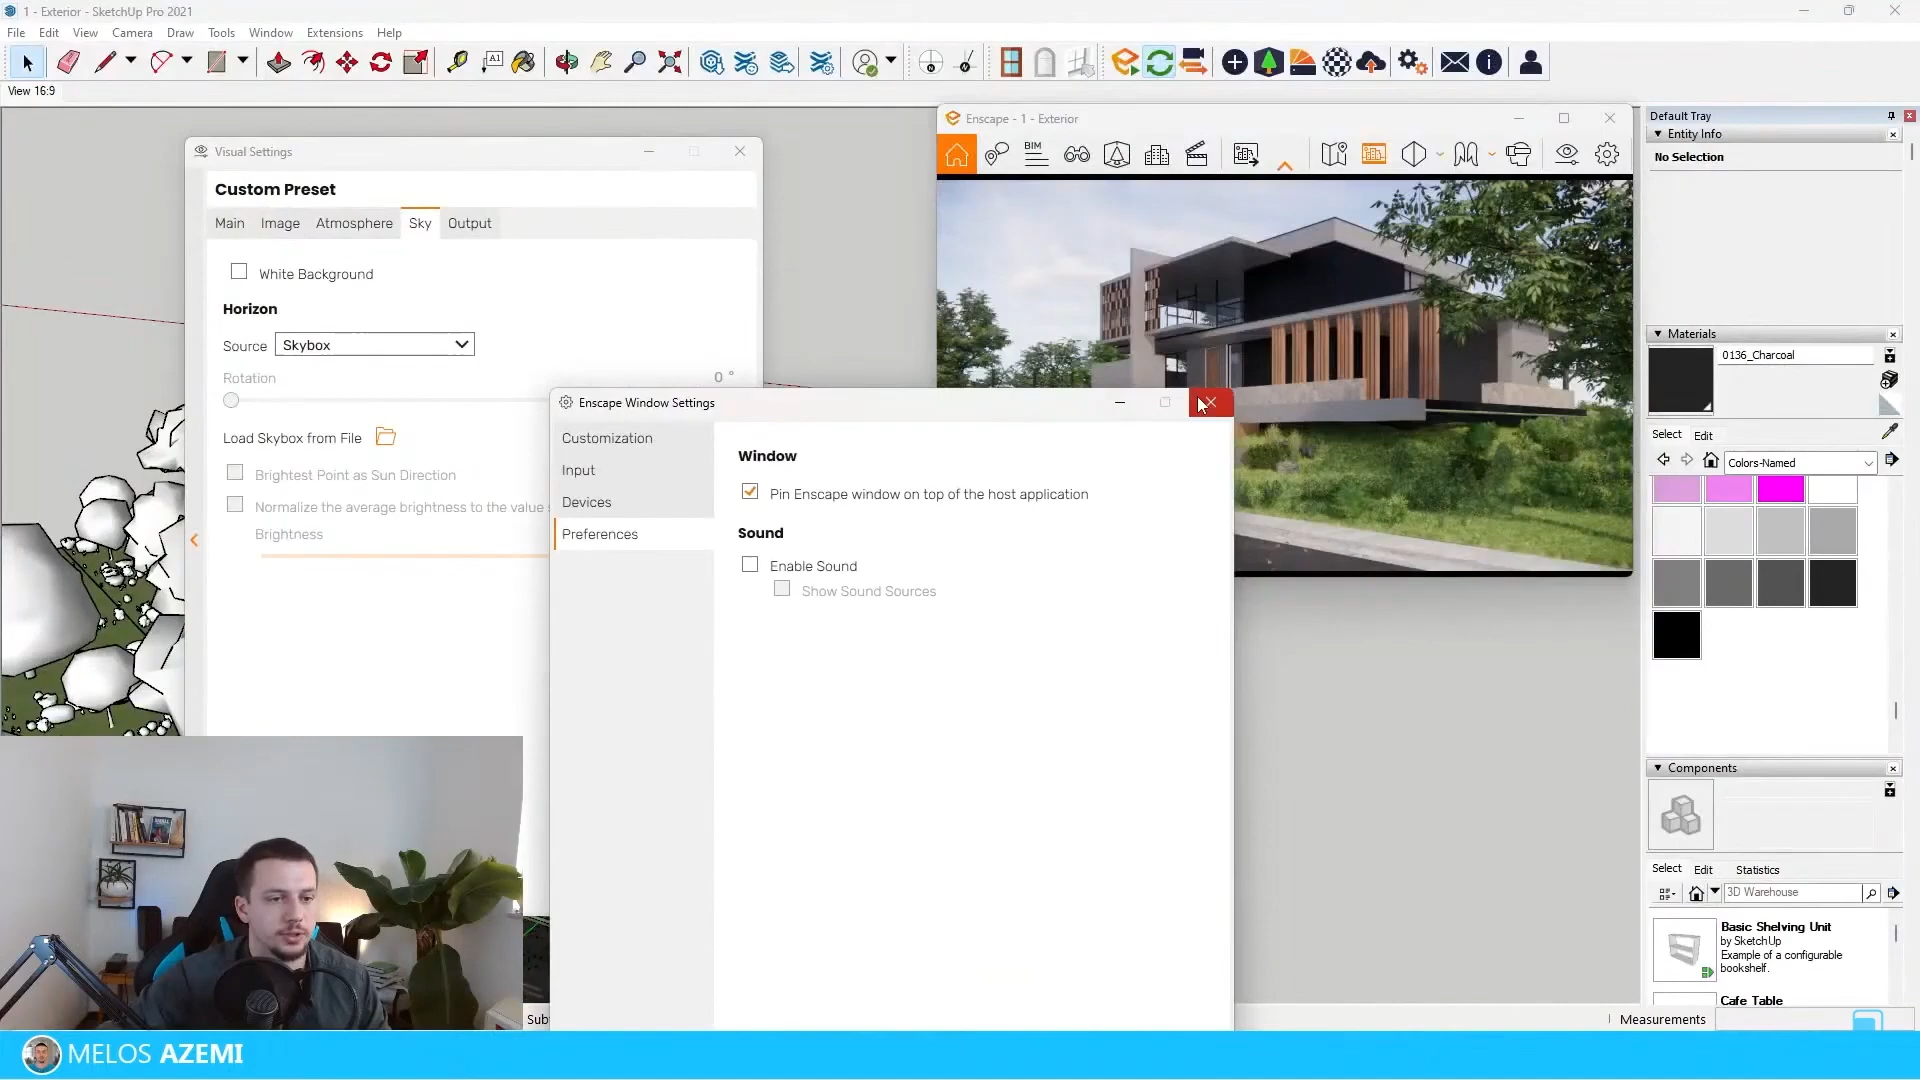 1 - Exterior - SketchUp Pro 2021
File Edit View Camera Draw Tools Window Extensions Help
A1
View 16:9
Visual Settings
Custom Preset
Main Image Atmosphere Sky Output
White Background
Horizon
Source Skybox
Rotation 0 °
Load Skybox from File
Brightest Point as Sun Direction
Normalize the average brightness to the value
Brightness
Enscape Window Settings
Customization
Input
Devices
Preferences
Window
Pin Enscape window on top of the host application
Sound
Enable Sound
Show Sound Sources
Enscape - 1 - Exterior
BIM
Default Tray
Entity Info
No Selection
Materials
0136_Charcoal
Select Edit
Colors-Named
Components
Select Edit Statistics
3D Warehouse
Basic Shelving Unit
by SketchUp
Example of a configurable
bookshelf.
Cafe Table
Measurements
MELOS AZEMI